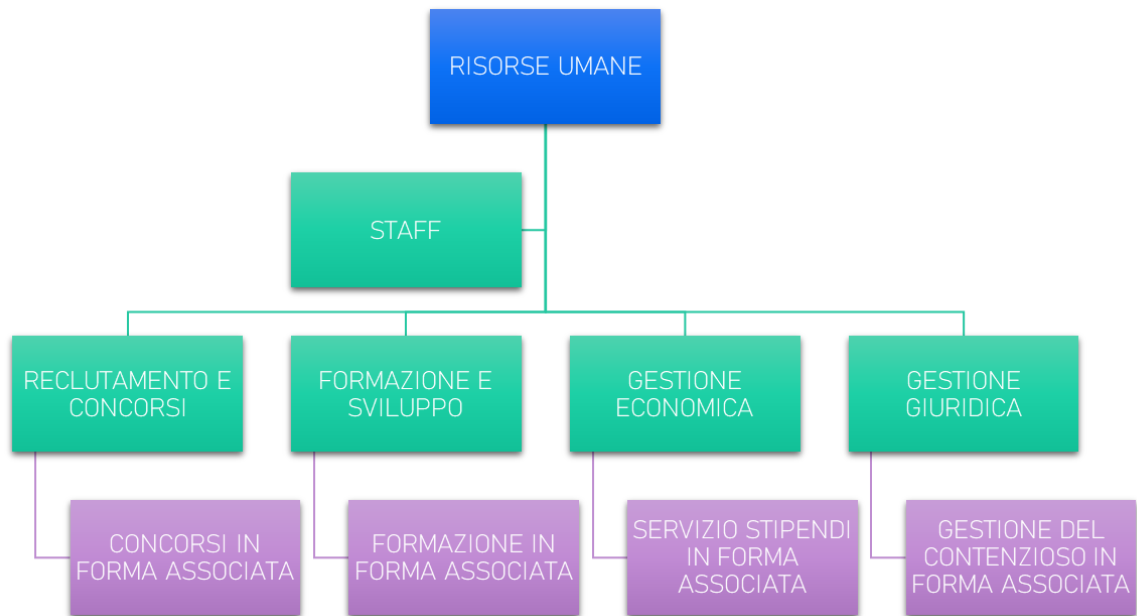 RISORSE UMANE
STAFF
RECLUTAMENTO E
CONCORSI
FORMAZIONE E
SVILUPPO
GESTIONE
ECONOMICA
GESTIONE
GIURIDICA
CONCORSI IN
FORMA ASSOCIATA
FORMAZIONE IN
FORMA ASSOCIATA
SERVIZIO STIPENDI
IN FORMA
ASSOCIATA
GESTIONE DEL
CONTENZIOSO IN
FORMA ASSOCIATA